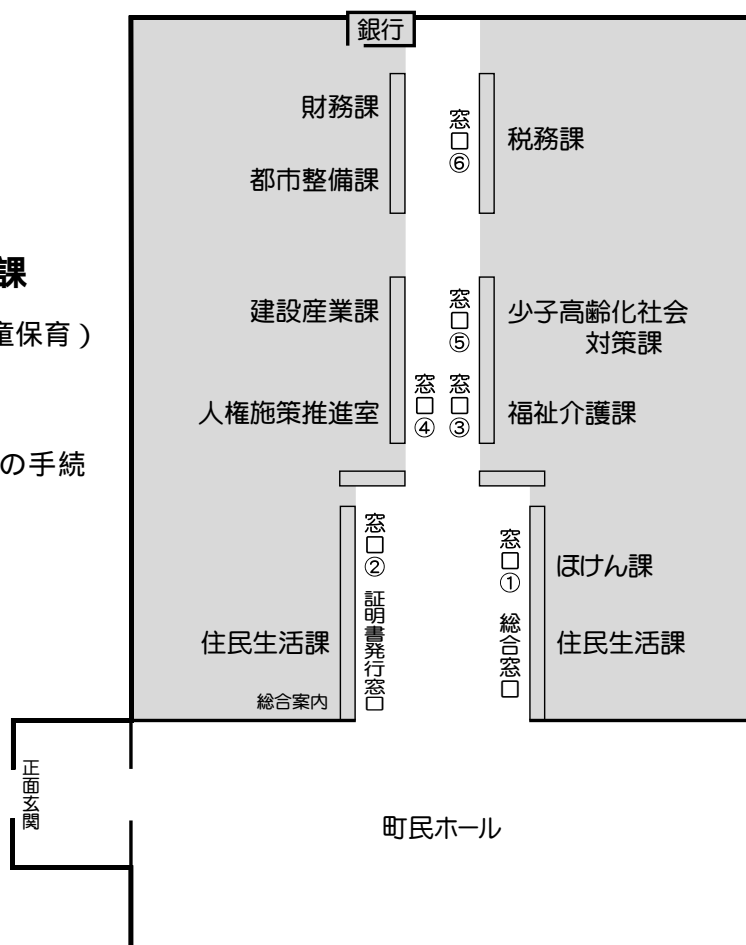 銀行
財務課
窓口⑥
税務課
都市整備課
課
童保育）
建設産業課
窓口⑤
少子高齢化社会
対策課
人権施策推進室
窓口④
窓口③
福祉介護課
の手続
窓口② 証明書発行窓口
窓口① 総合窓口
ほけん課
住民生活課
住民生活課
総合案内
正面玄関
町民ホール